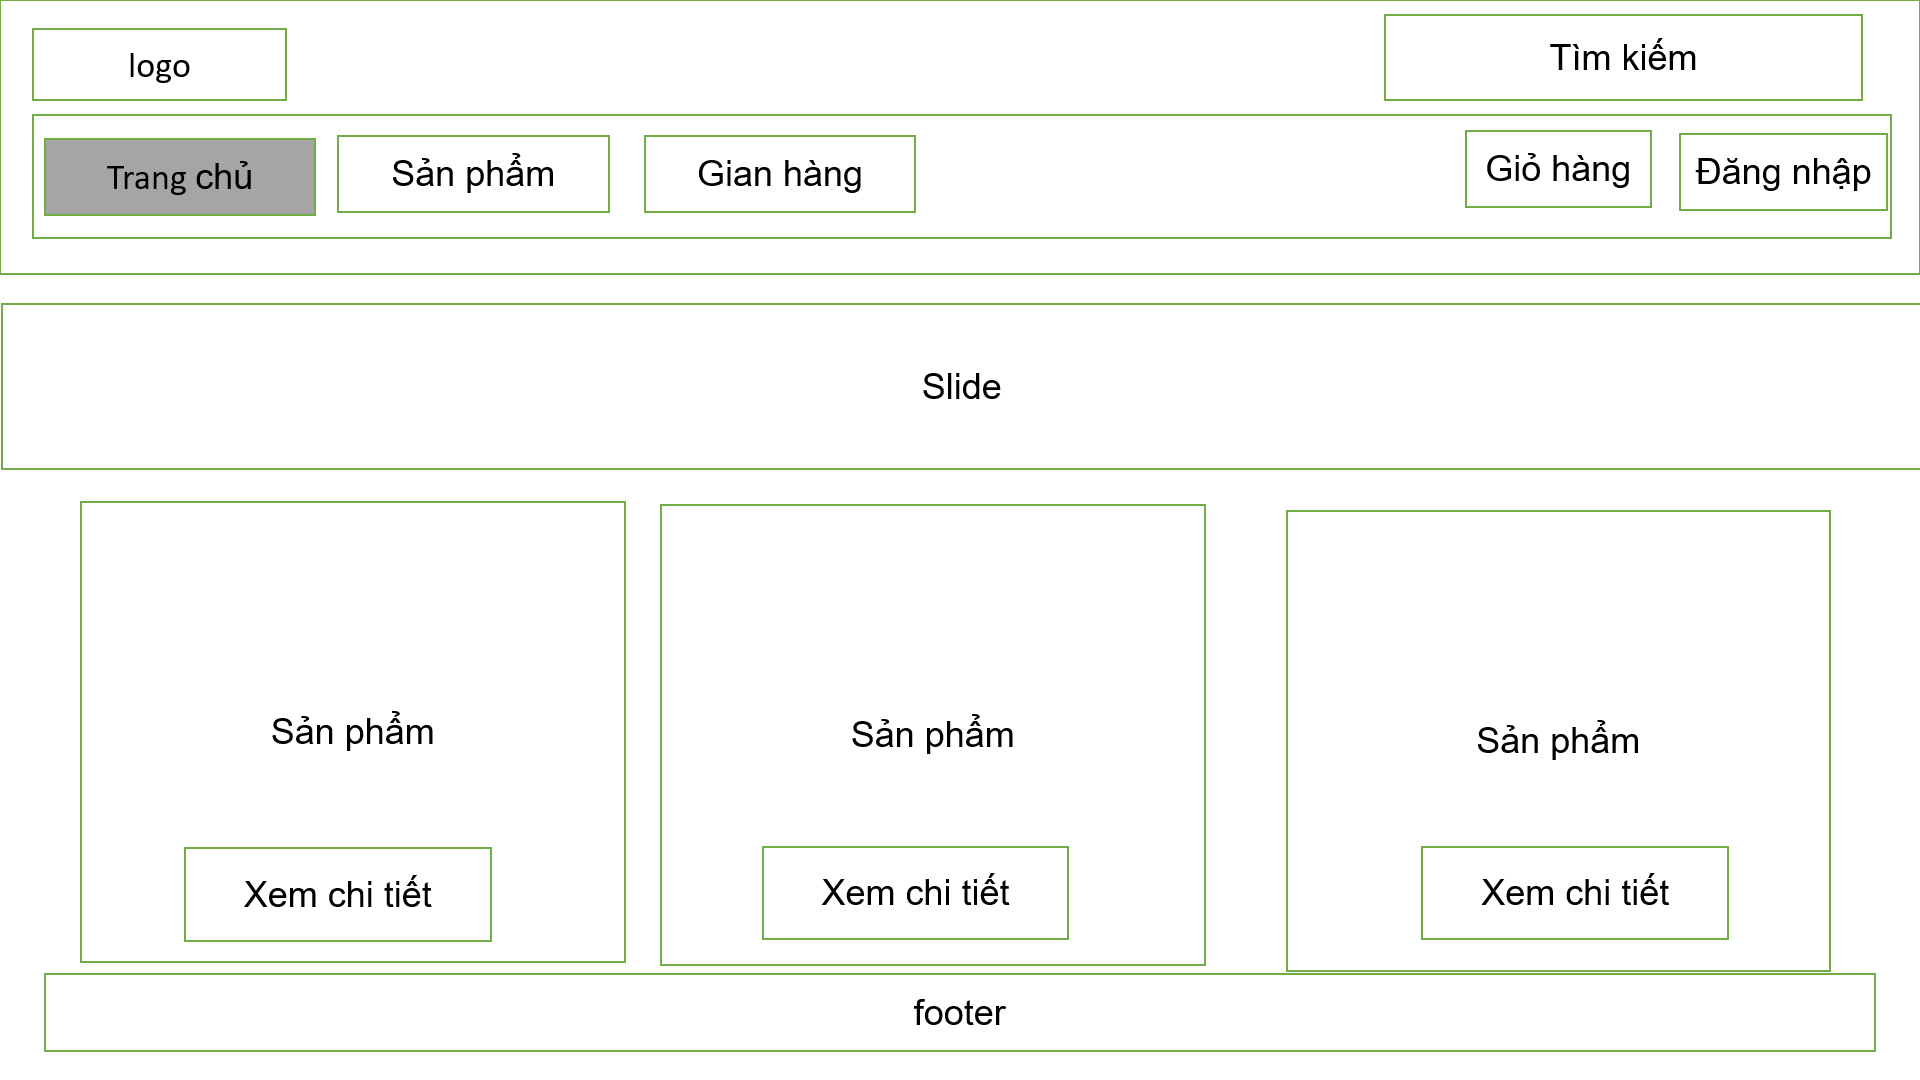 logo
Tìm kiếm
Trang chủ
Sản phẩm
Gian hàng
Giỏ hàng
Đăng nhập
Slide
Sản phẩm
Sản phẩm
Sản phẩm
Xem chi tiết
Xem chi tiết
Xem chi tiết
footer